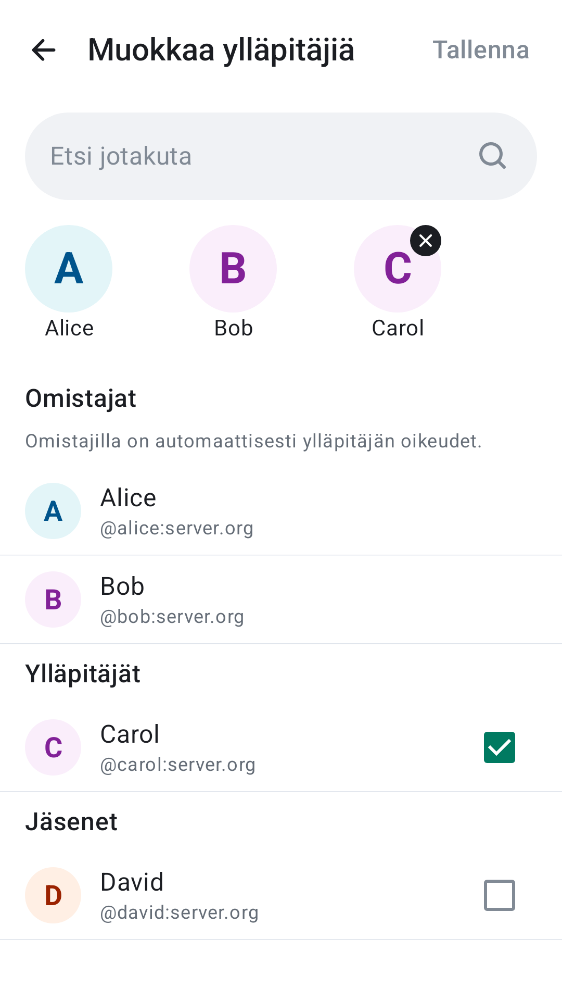 Muokkaa ylläpitäjiä
Tallenna
Etsi jotakuta
A
B
C
Alice
Bob
Carol
Omistajat
Omistajilla on automaattisesti ylläpitäjän oikeudet.
A
Alice
@alice:server.org
B
Bob
@bob:server.org
Ylläpitäjät
C
Carol
@carol:server.org
Jäsenet
D
David
@david:server.org